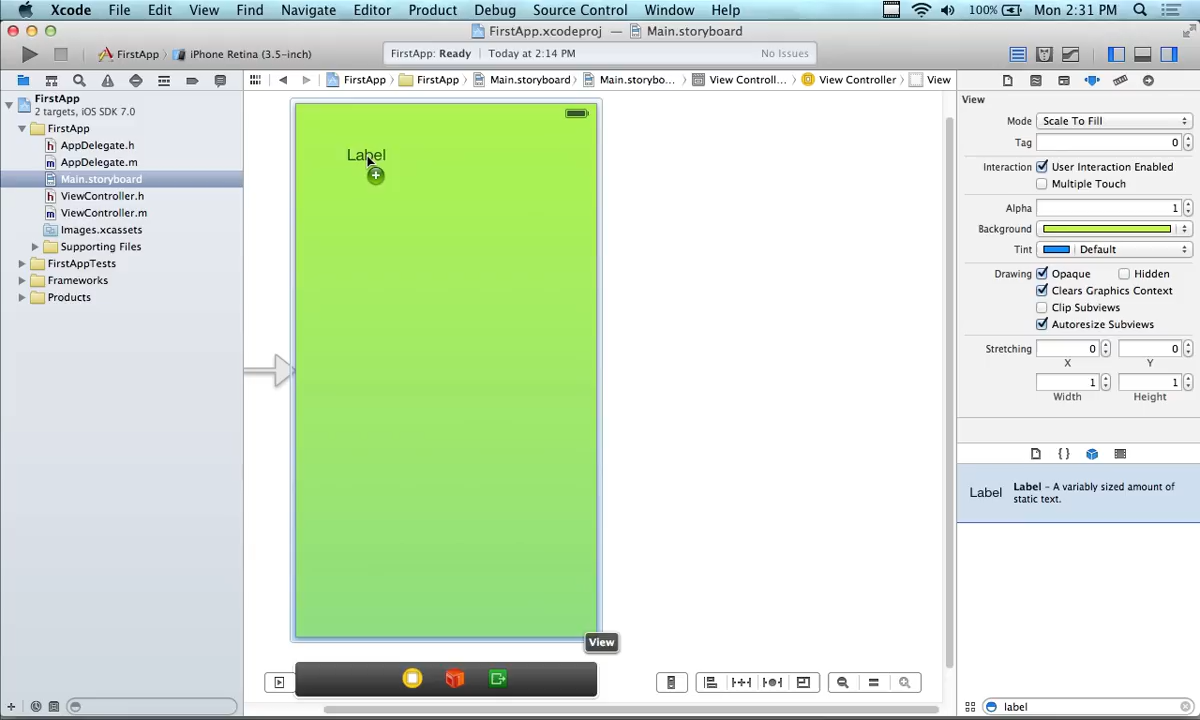 Xcode File Edit View Find Navigate Editor Product Debug Source Control Window Help 100% Mon 2:31 PM
FirstApp.xcodeproj — Main.storyboard
FirstApp iPhone Retina (3.5-inch) FirstApp: Ready Today at 2:14 PM No Issues
FirstApp FirstApp Main.storyboard Main.storybo... View Controll... View Controller View
FirstApp
2 targets, iOS SDK 7.0
FirstApp
h AppDelegate.h
m AppDelegate.m
Main.storyboard
h ViewController.h
m ViewController.m
Images.xcassets
Supporting Files
FirstAppTests
Frameworks
Products
Label
View
View
Mode Scale To Fill
Tag 0
Interaction User Interaction Enabled
Multiple Touch
Alpha 1
Background
Tint Default
Drawing Opaque Hidden
Clears Graphics Context
Clip Subviews
Autoresize Subviews
Stretching 0 0
X Y
1 1
Width Height
Label Label – A variably sized amount of
static text.
label